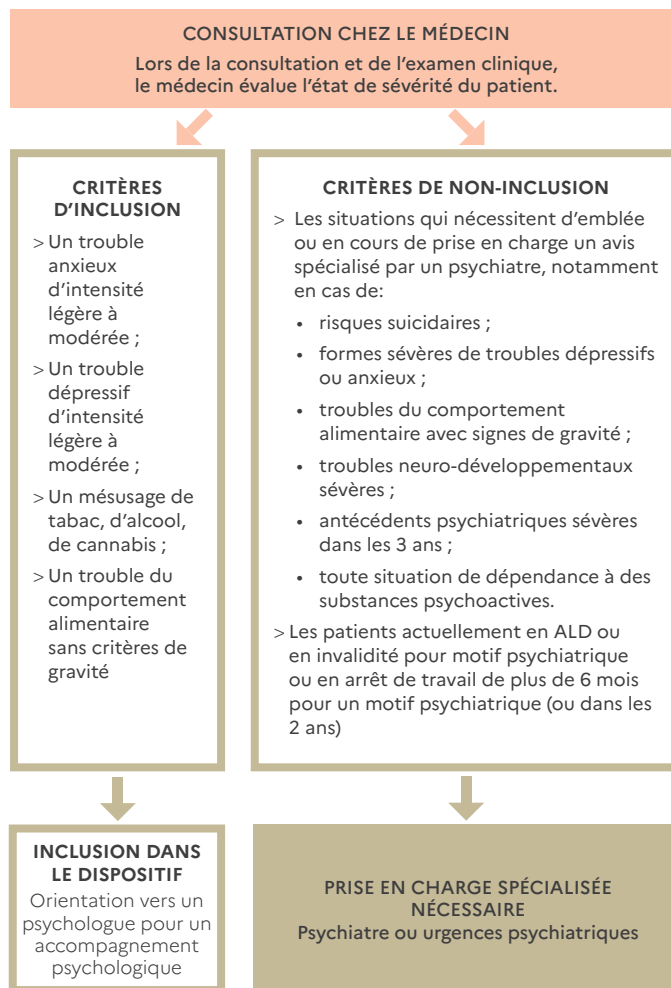 CONSULTATION CHEZ LE MÉDECIN
Lors de la consultation et de l'examen clinique,
le médecin évalue l'état de sévérité du patient.
CRITÈRES
D'INCLUSION
> Un trouble
anxieux
d'intensité
légère à
modérée ;
> Un trouble
dépressif
d'intensité
légère à
modérée ;
> Un mésusage de
tabac, d'alcool,
de cannabis ;
> Un trouble du
comportement
alimentaire
sans critères de
gravité
CRITÈRES DE NON-INCLUSION
> Les situations qui nécessitent d'emblée
ou en cours de prise en charge un avis
spécialisé par un psychiatre, notamment
en cas de:
• risques suicidaires ;
• formes sévères de troubles dépressifs
ou anxieux ;
• troubles du comportement
alimentaire avec signes de gravité ;
• troubles neuro-développementaux
sévères ;
• antécédents psychiatriques sévères
dans les 3 ans ;
• toute situation de dépendance à des
substances psychoactives.
> Les patients actuellement en ALD ou
en invalidité pour motif psychiatrique
ou en arrêt de travail de plus de 6 mois
pour un motif psychiatrique (ou dans les
2 ans)
INCLUSION DANS
LE DISPOSITIF
Orientation vers un
psychologue pour un
accompagnement
psychologique
PRISE EN CHARGE SPÉCIALISÉE
NÉCESSAIRE
Psychiatre ou urgences psychiatriques